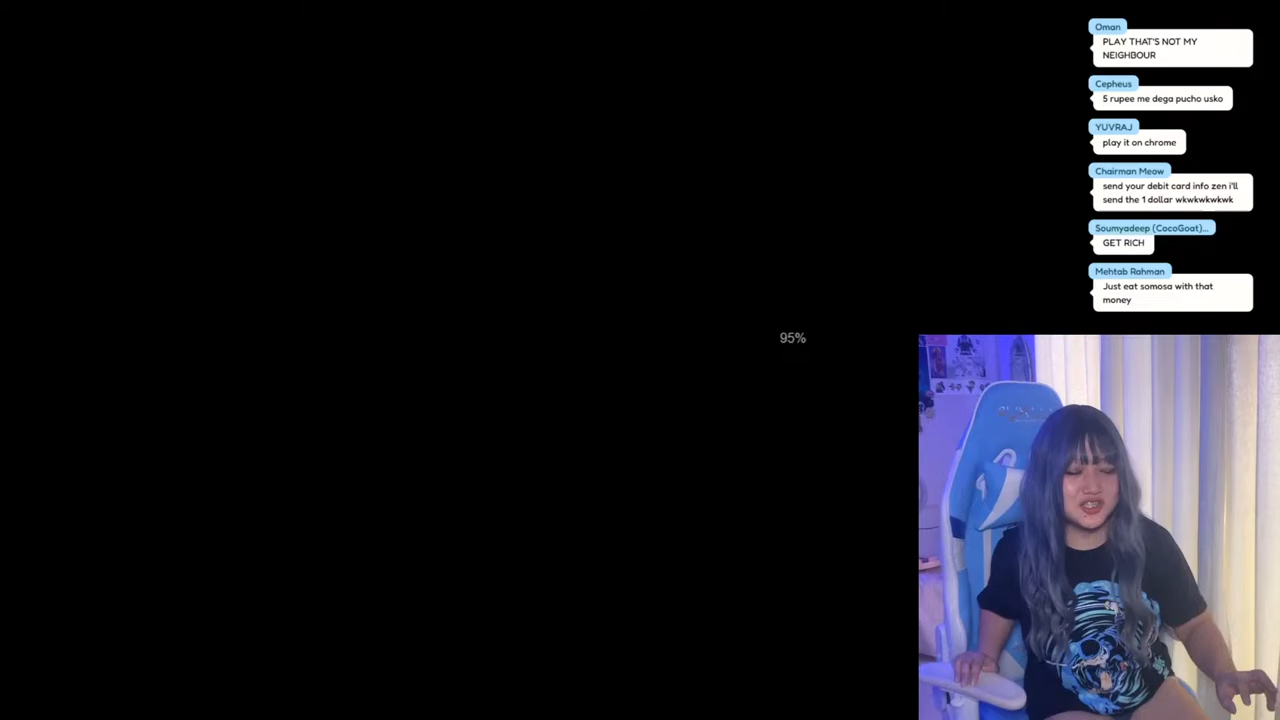 Oman
PLAY THAT'S NOT MY
NEIGHBOUR
Cepheus
5 rupee me dega pucho usko
YUVRAJ
play it on chrome
Chairman Meow
send your debit card info zen i'll
send the 1 dollar wkwkwkwkwk
Soumyadeep (CocoGoat)...
GET RICH
Mehtab Rahman
Just eat somosa with that
money
95%